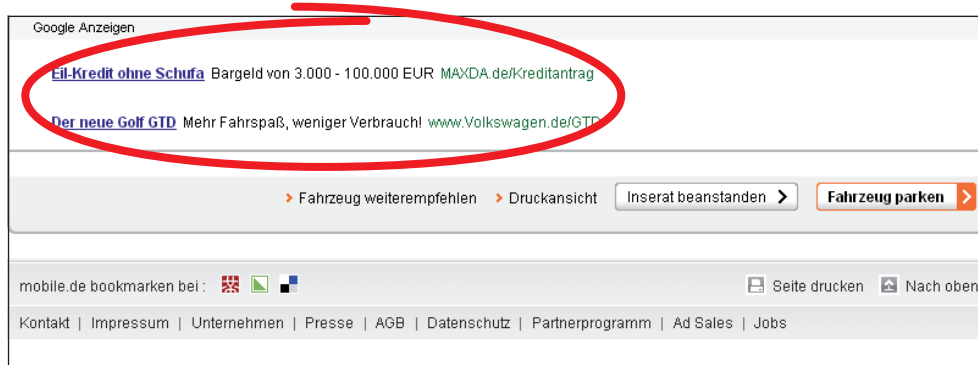 Google Anzeigen
Eil-Kredit ohne Schufa Bargeld von 3.000 - 100.000 EUR MAXDA.de/Kreditantrag
Der neue Golf GTD Mehr Fahrspaß, weniger Verbrauch! www.Volkswagen.de/GTD
Fahrzeug weiterempfehlen Druckansicht Inserat beanstanden Fahrzeug parken
mobile.de bookmarken bei : Seite drucken Nach oben
Kontakt | Impressum | Unternehmen | Presse | AGB | Datenschutz | Partnerprogramm | Ad Sales | Jobs